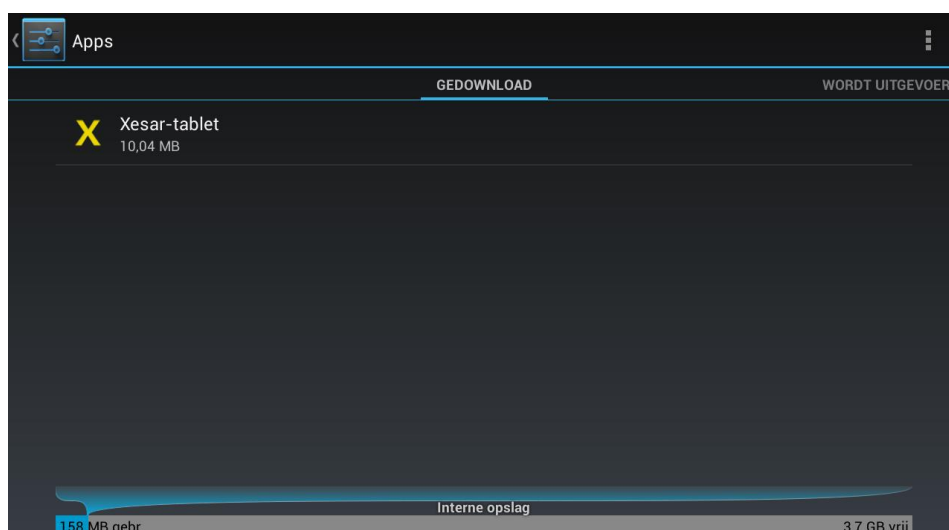 Apps
GEDOWNLOAD
WORDT UITGEVOER
X
Xesar-tablet
10,04 MB
Interne opslag
158 MB gebr.
3,7 GB vrij